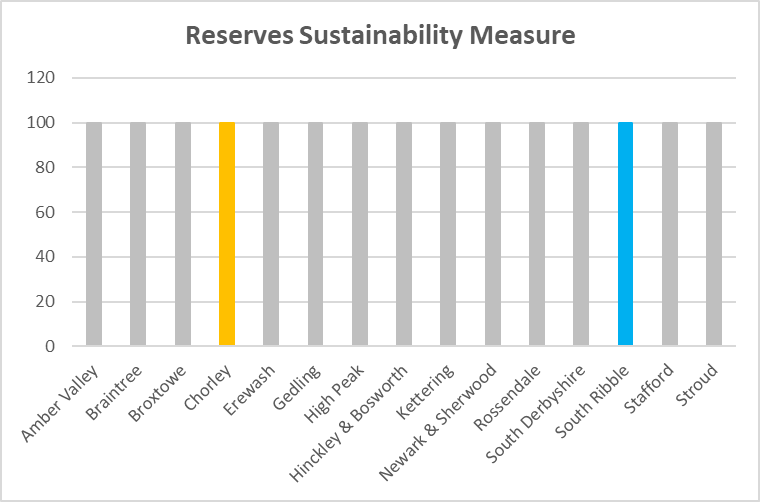 Reserves Sustainability Measure
120
100
80
60
40
20
0
Amber Valley
Braintree
Broxtowe
Chorley
Erewash
Gedling
High Peak
Hinckley & Bosworth
Kettering
Newark & Sherwood
Rossendale
South Derbyshire
South Ribble
Stafford
Stroud